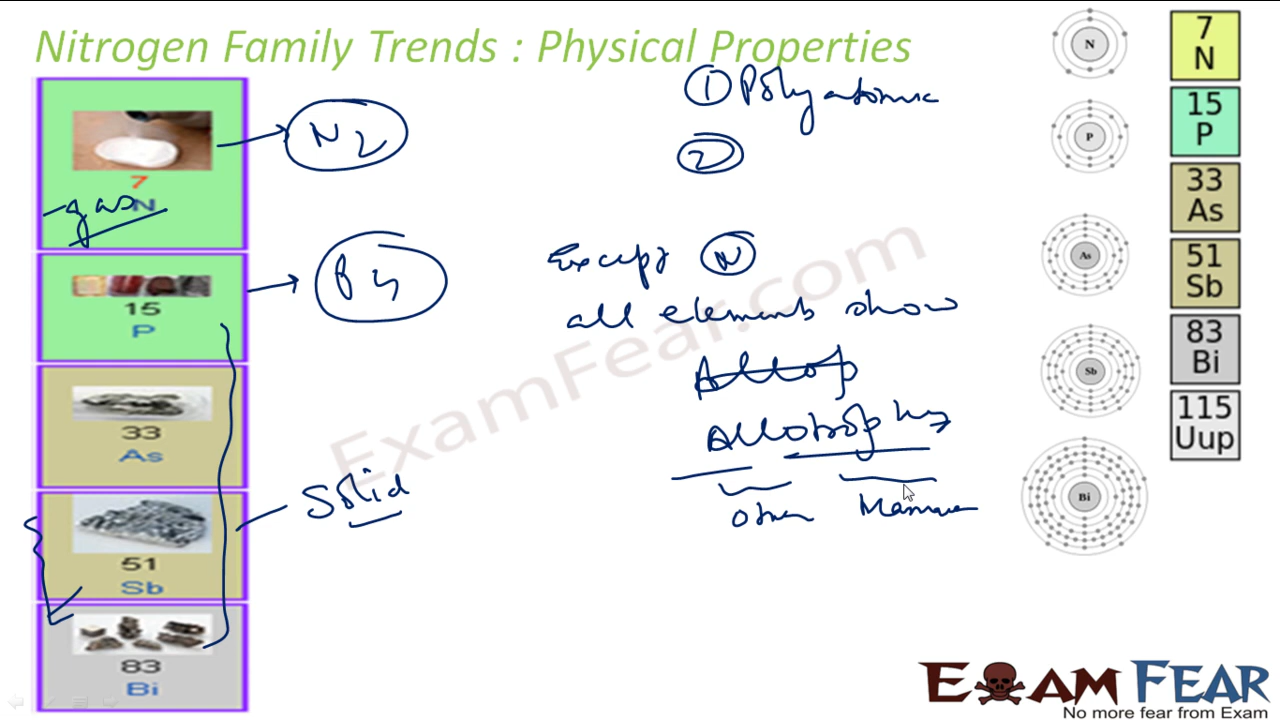 Nitrogen Family Trends : Physical Properties
① Polyatomic
②
N2
7
N
gas
P4
15
P
33
As
51
Sb
83
Bi
Solid
Except N
all elements show
Allotrop
Allotrophy
Other Manner
ExamFear.com
N
P
As
Sb
Bi
7
N
15
P
33
As
51
Sb
83
Bi
115
Uup
EXAM FEAR
No more fear from Exam